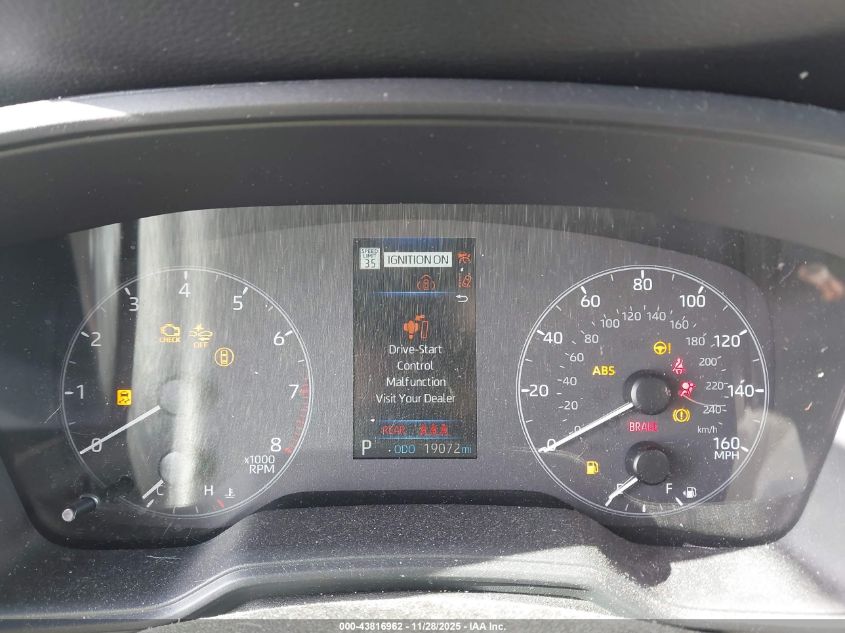 SPEED
LIMIT
35
IGNITION ON
Drive-Start
Control
Malfunction
Visit Your Dealer
REAR
P
ODO 19072 mi
0
1
2
3
4
5
6
7
8
x1000
RPM
CHECK
OFF
C
H
0
20
40
60
80
100
120
140
160
MPH
0
20
40
60
80
100
120
140
160
180
200
220
240
km/h
ABS
BRAKE
F
000-43816962 - 11/28/2025 - IAA Inc.